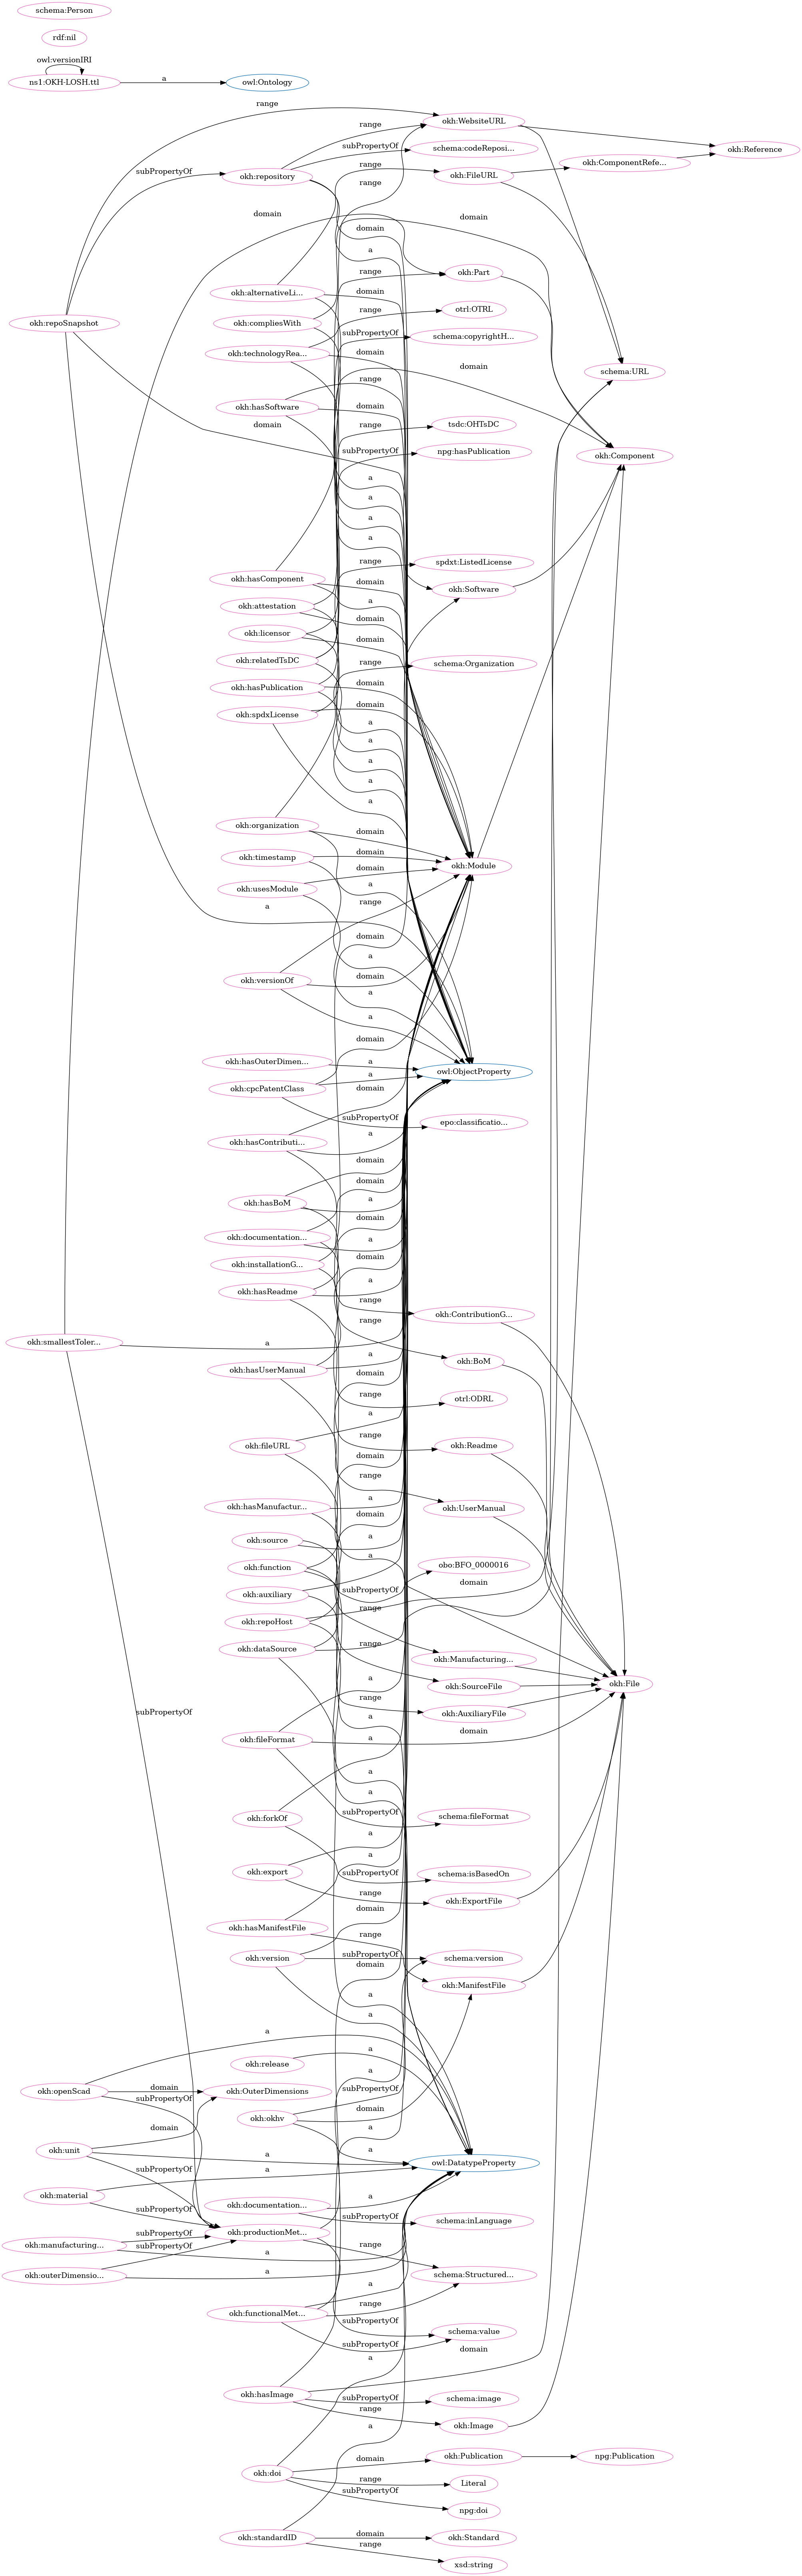 schema:Person
rdf:nil
owl:versionIRI
ns1:OKH-LOSH.ttl
a
owl:Ontology
range
okh:WebsiteURL
range
subPropertyOf
schema:codeReposi...
okh:Reference
okh:ComponentRefe...
range
okh:FileURL
subPropertyOf
okh:repository
range
domain
domain
domain
a
range
okh:Part
okh:alternativeLi...
domain
range
otrl:OTRL
okh:repoSnapshot
okh:compliesWith
subPropertyOf
schema:copyrightH...
okh:technologyRea...
domain
domain
schema:URL
range
okh:hasSoftware
domain
domain
range
tsdc:OHTsDC
subPropertyOf
npg:hasPublication
okh:Component
a
a
a
a
range
spdxt:ListedLicense
okh:hasComponent
domain
okh:Software
a
okh:attestation
domain
okh:licensor
domain
okh:relatedTsDC
range
schema:Organization
okh:hasPublication
domain
domain
okh:spdxLicense
a
a
a
a
a
okh:organization
domain
okh:timestamp
domain
okh:Module
domain
okh:usesModule
a
range
a
domain
a
domain
okh:versionOf
a
domain
okh:hasOuterDimen...
a
owl:ObjectProperty
a
okh:cpcPatentClass
domain
subPropertyOf
epo:classificatio...
a
okh:hasContributi...
domain
domain
okh:hasBoM
a
domain
okh:documentation...
a
domain
okh:installationG...
a
okh:hasReadme
range
okh:ContributionG...
range
okh:smallestToler...
a
a
okh:BoM
okh:hasUserManual
domain
range
otrl:ODRL
a
range
okh:fileURL
okh:Readme
domain
range
a
okh:hasManufactur...
okh:UserManual
domain
a
okh:source
a
okh:function
obo:BFO_0000016
domain
subPropertyOf
okh:auxiliary
range
okh:repoHost
range
okh:dataSource
okh:Manufacturing...
a
okh:SourceFile
okh:File
range
subPropertyOf
okh:AuxiliaryFile
a
domain
okh:fileFormat
a
a
subPropertyOf
schema:fileFormat
okh:forkOf
a
a
subPropertyOf
schema:isBasedOn
okh:export
range
okh:ExportFile
domain
okh:hasManifestFile
range
subPropertyOf
schema:version
okh:version
domain
okh:ManifestFile
a
a
okh:release
a
a
okh:openScad
domain
subPropertyOf
okh:OuterDimensions
subPropertyOf
domain
okh:okhv
domain
a
a
okh:unit
a
owl:DatatypeProperty
subPropertyOf
a
okh:material
a
subPropertyOf
okh:documentation...
subPropertyOf
schema:inLanguage
okh:productionMet...
subPropertyOf
okh:manufacturing...
subPropertyOf
a
range
okh:outerDimensio...
a
schema:Structured...
a
range
okh:functionalMet...
subPropertyOf
schema:value
subPropertyOf
domain
a
okh:hasImage
subPropertyOf
schema:image
range
okh:Image
a
domain
okh:Publication
npg:Publication
okh:doi
range
Literal
subPropertyOf
npg:doi
okh:standardID
domain
okh:Standard
range
xsd:string